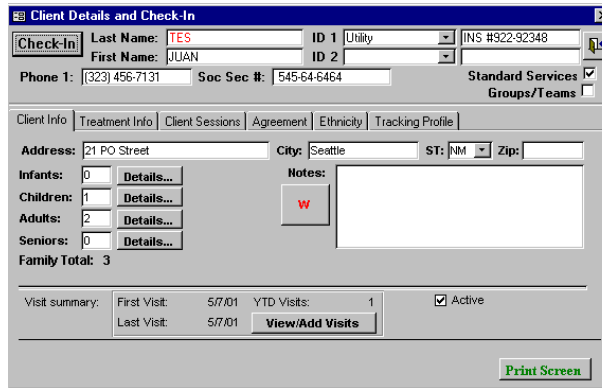 Client Details and Check-In
Check-In Last Name: TES ID 1 Utility INS #922-92348
First Name: JUAN ID 2
Phone 1: (323) 456-7131 Soc Sec #: 545-64-6464 Standard Services
Groups/Teams
Client Info Treatment Info Client Sessions Agreement Ethnicity Tracking Profile
Address: 21 PO Street City: Seattle ST: NM Zip:
Infants: 0 Details... Notes:
Children: 1 Details... W
Adults: 2 Details...
Seniors: 0 Details...
Family Total: 3
Visit summary: First Visit: 5/7/01 YTD Visits: 1 Active
Last Visit: 5/7/01 View/Add Visits
Print Screen